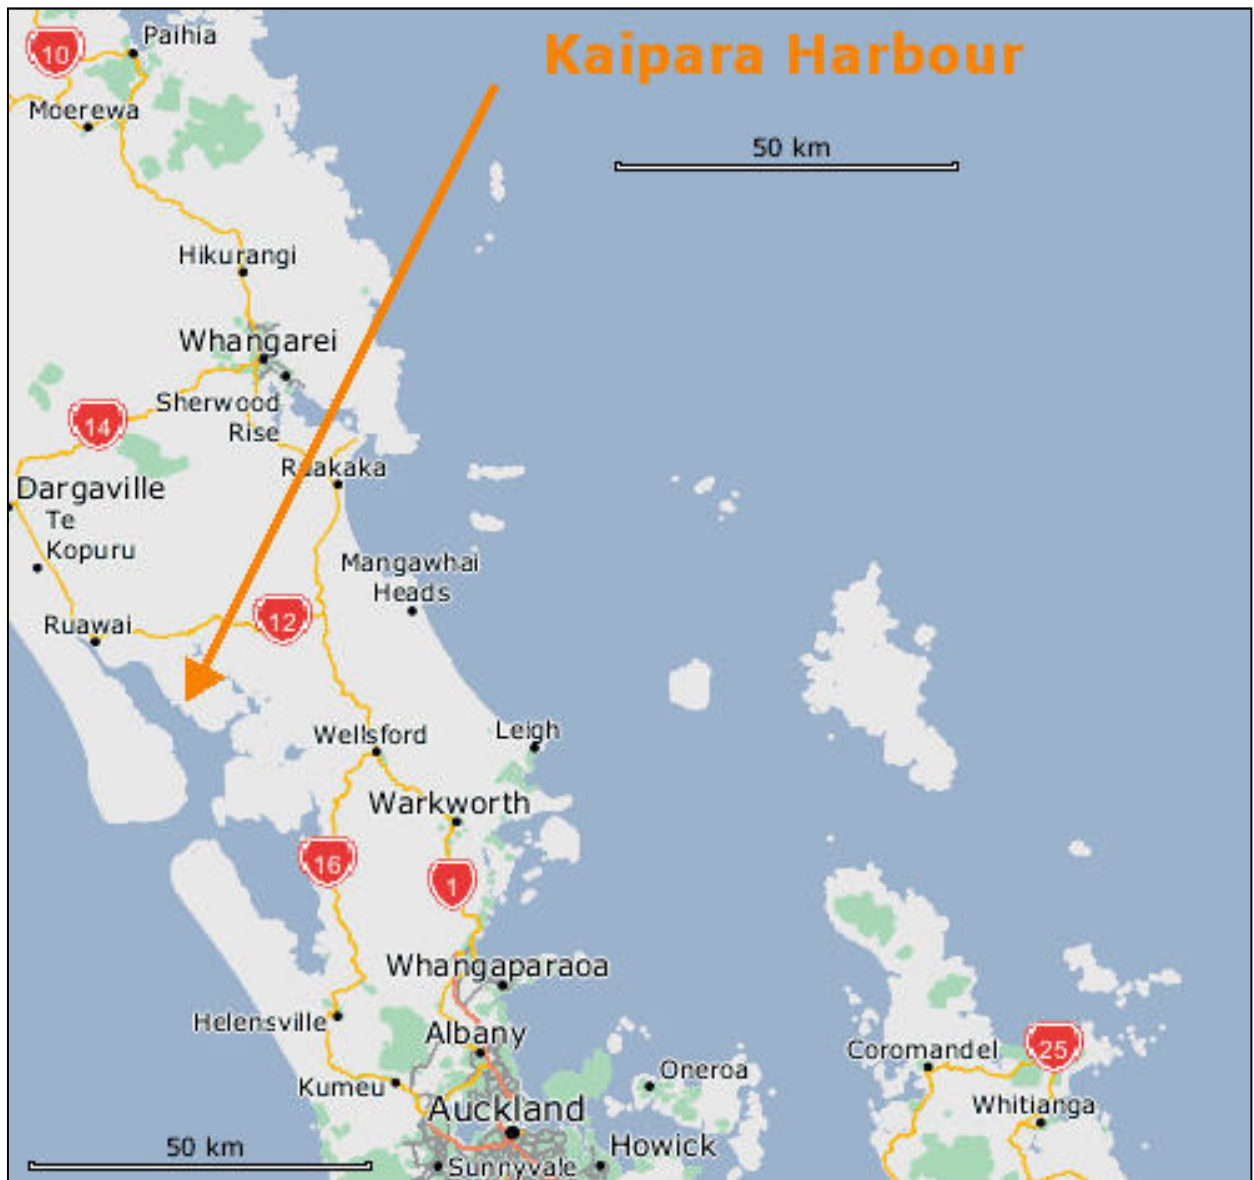 Kaipara Harbour
10
Paihia
Moerewa
50 km
Hikurangi
Whangarei
Sherwood
Rise
14
Ruakaka
Dargaville
Te
Kopuru
Mangawhai
Heads
12
Ruawai
Wellsford
Leigh
Warkworth
16
1
Whangaparaoa
Helensville
Albany
Coromandel
25
Oneroa
Kumeu
Whitianga
Auckland
Howick
50 km
Sunnyvale